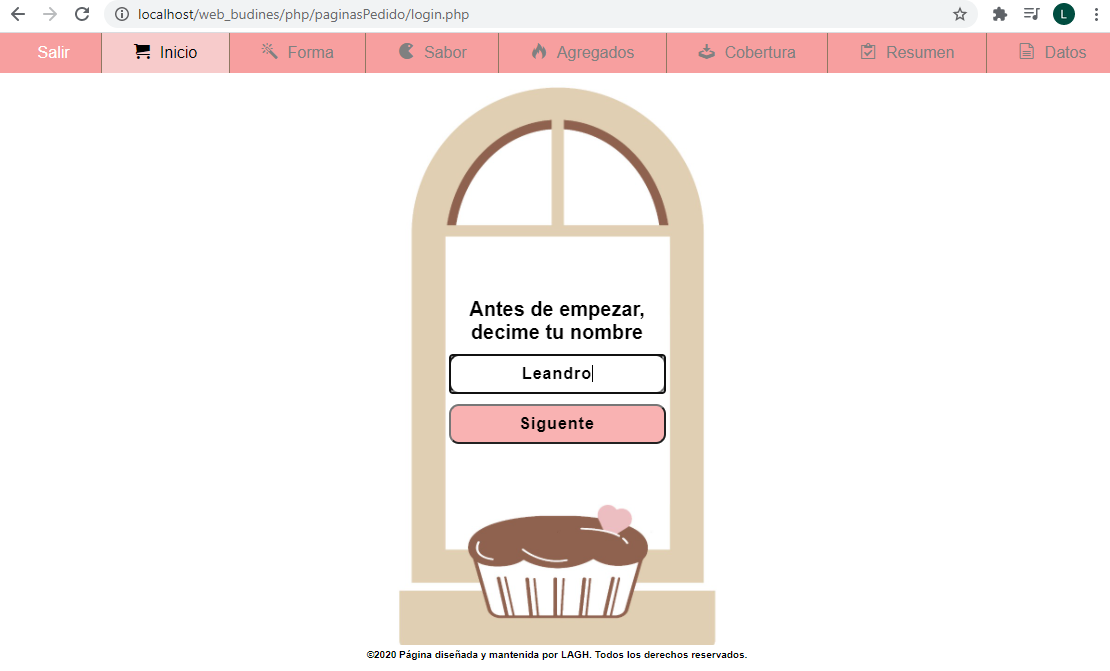 localhost/web_budines/php/paginasPedido/login.php
L
Salir Inicio Forma Sabor Agregados Cobertura Resumen Datos
Antes de empezar,
decime tu nombre
Leandro
Siguente
©2020 Página diseñada y mantenida por LAGH. Todos los derechos reservados.